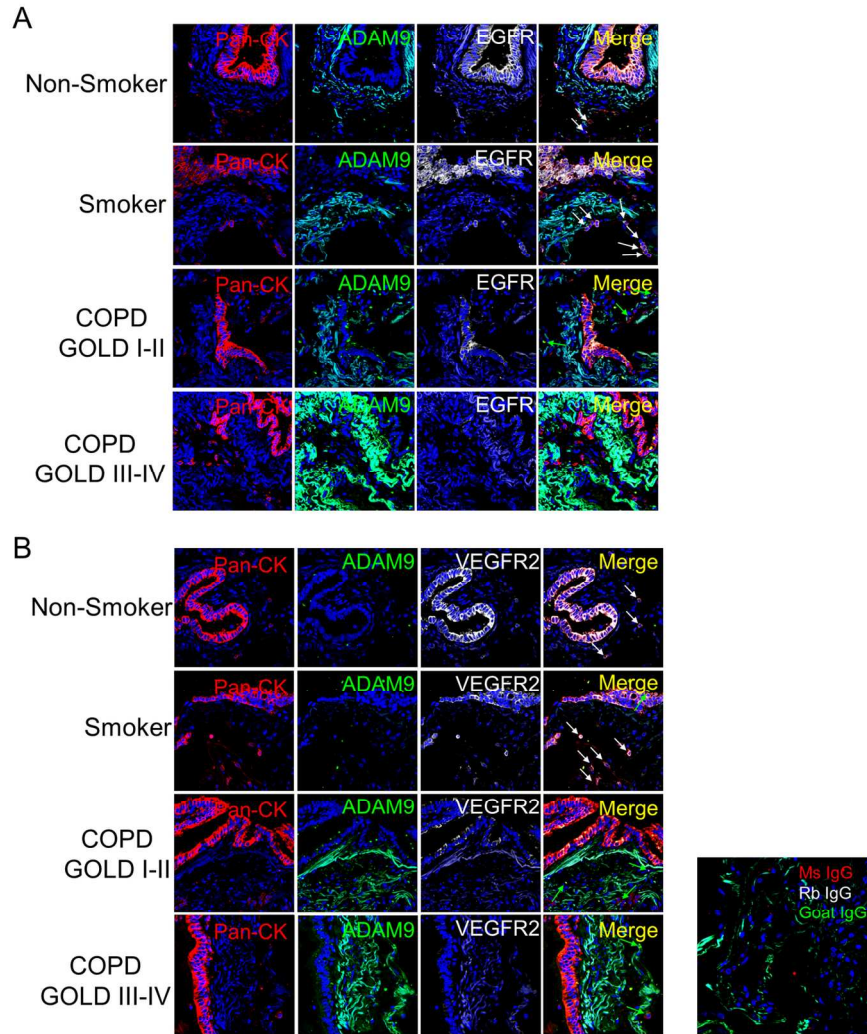 A
Pan-CK ADAM9 EGFR Merge
Non-Smoker
Pan-CK ADAM9 EGFR Merge
Smoker
Pan-CK ADAM9 EGFR Merge
COPD
GOLD I-II
Pan-CK ADAM9 EGFR Merge
COPD
GOLD III-IV
B
Pan-CK ADAM9 VEGFR2 Merge
Non-Smoker
Pan-CK ADAM9 VEGFR2 Merge
Smoker
Pan-CK ADAM9 VEGFR2 Merge
COPD
GOLD I-II
Pan-CK ADAM9 VEGFR2 Merge
COPD
GOLD III-IV
Ms IgG
Rb IgG
Goat IgG